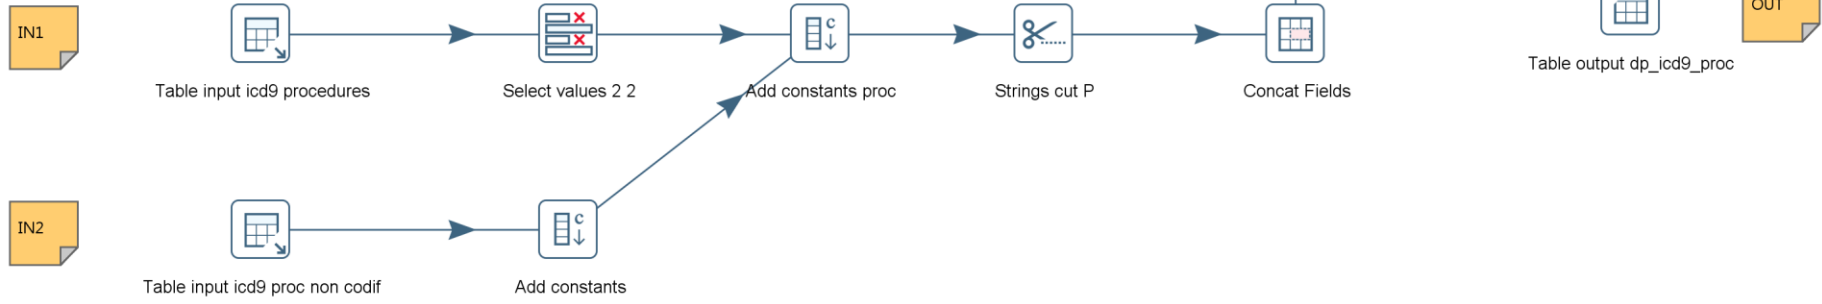 IN1
OUT
Table input icd9 procedures
Select values 2 2
Add constants proc
Strings cut P
Concat Fields
Table output dp_icd9_proc
IN2
Table input icd9 proc non codif
Add constants